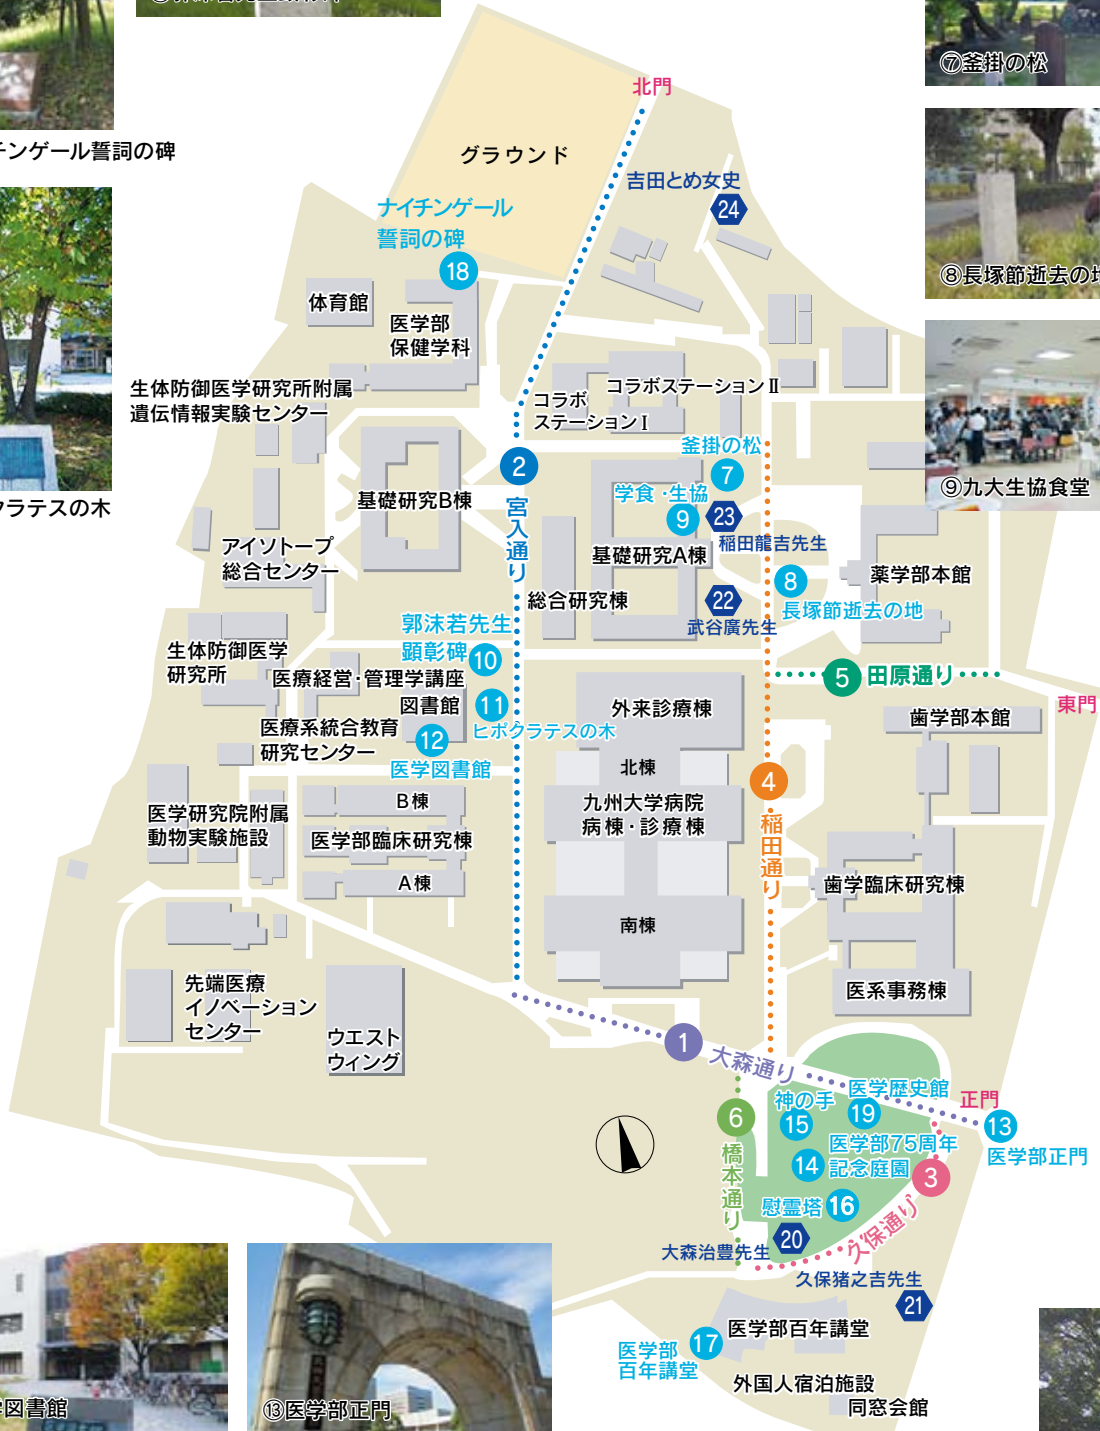 ⑦釜掛の松
北門
グラウンド
吉田とめ女史
24
ナイチンゲール
誓詞の碑
18
チンゲール誓詞の碑
⑧長塚節逝去の地
体育館
医学部
保健学科
生体防御医学研究所附属
遺伝情報実験センター
コラボステーションⅡ
コラボ
ステーションⅠ
釜掛の松
7
2
宮入通り
学食・生協
9
23
稲田龍吉先生
⑨九大生協食堂
クラテスの木
基礎研究B棟
基礎研究A棟
アイソトープ
総合センター
総合研究棟
8
長塚節逝去の地
薬学部本館
22
武谷廣先生
郭沫若先生
顕彰碑
10
生体防御医学
研究所
医療経営・管理学講座
図書館
11
ヒポクラテスの木
医療系統合教育
研究センター
12
医学図書館
外来診療棟
5
田原通り
東門
歯学部本館
北棟
4
稲田通り
九州大学病院
病棟・診療棟
B棟
医学部臨床研究棟
A棟
医学研究院附属
動物実験施設
歯学臨床研究棟
南棟
医系事務棟
先端医療
イノベーション
センター
ウエスト
ウィング
1
大森通り
医学歴史館
19
正門
13
医学部正門
神の手
15
6
橋本通り
医学部75周年
記念庭園
14
3
久保通り
慰霊塔
16
大森治豊先生
20
久保猪之吉先生
21
医学部百年講堂
医学部
百年講堂
17
外国人宿泊施設
同窓会館
学図書館
⑬医学部正門